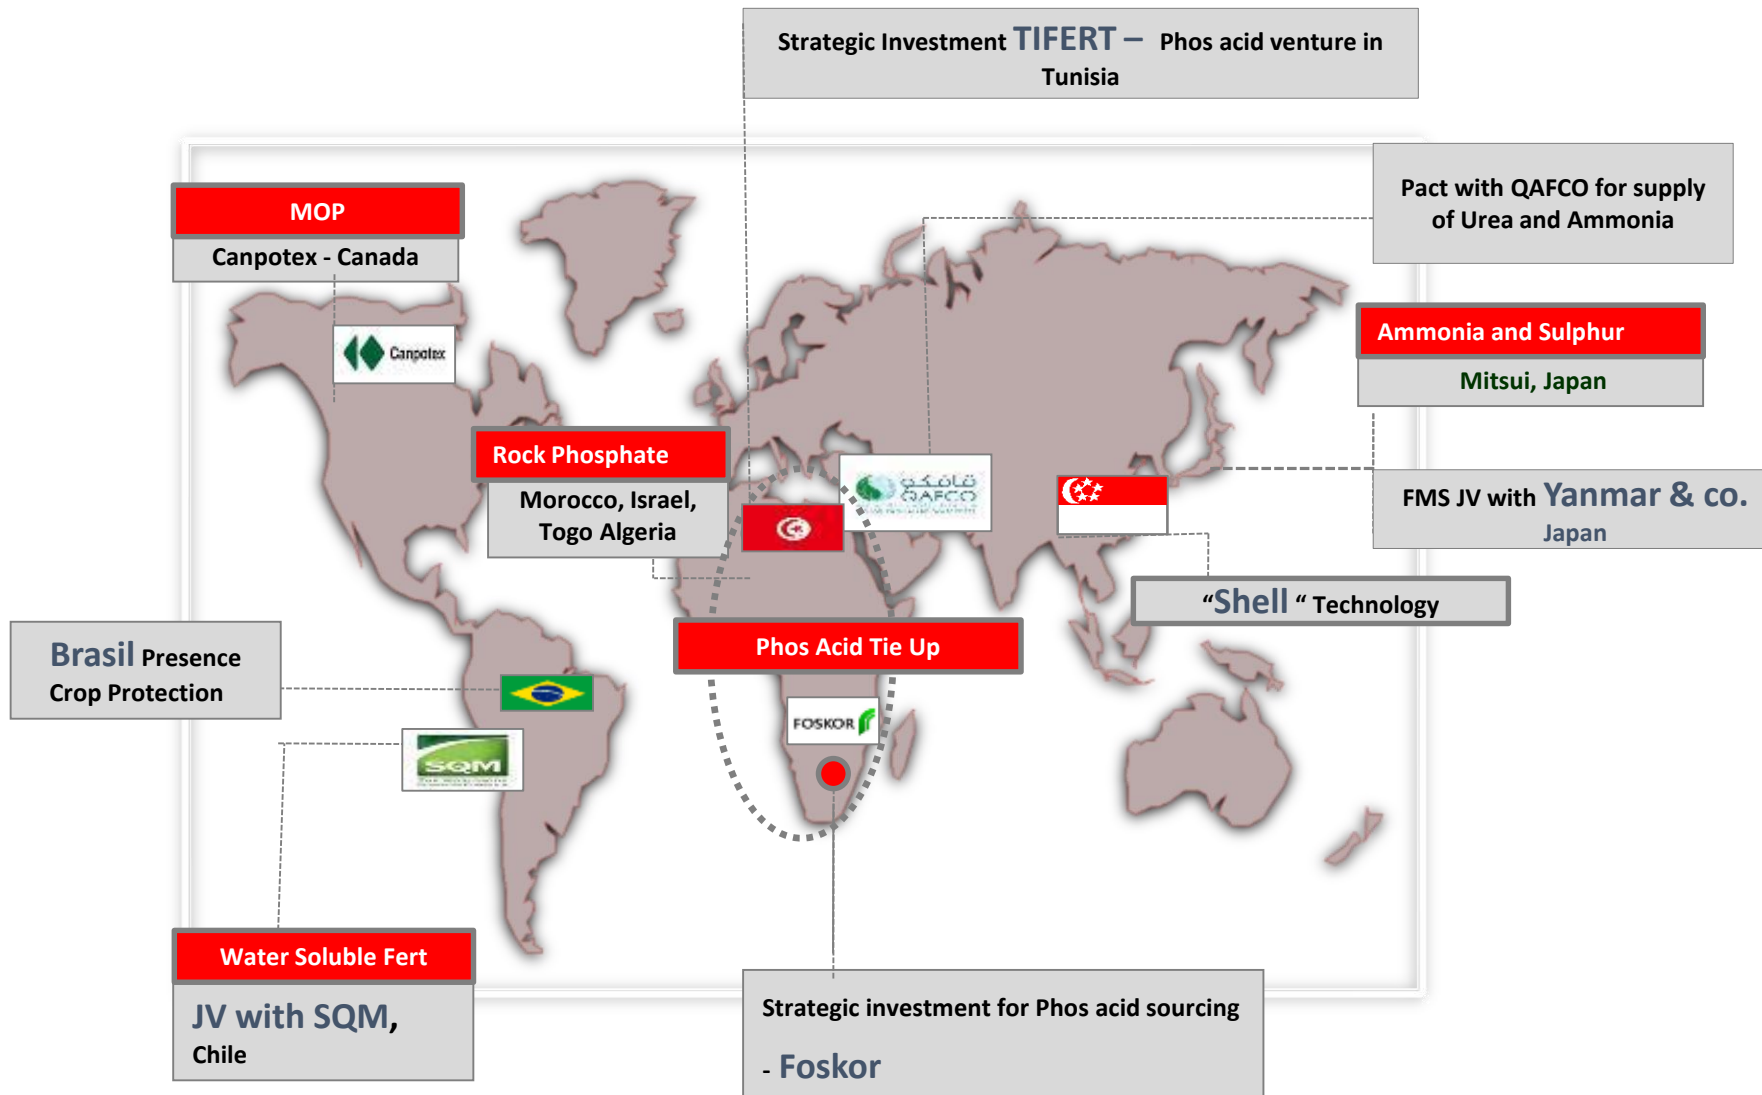 Strategic Investment TIFERT – Phos acid venture in
Tunisia
MOP
Canpotex - Canada
Pact with QAFCO for supply
of Urea and Ammonia
Canpotex
Ammonia and Sulphur
Mitsui, Japan
Rock Phosphate
Morocco, Israel,
Togo Algeria
قافكو
QAFCO
FMS JV with Yanmar & co.
Japan
“Shell “ Technology
Phos Acid Tie Up
Brasil Presence
Crop Protection
FOSKOR
SQM
Water Soluble Fert
JV with SQM,
Chile
Strategic investment for Phos acid sourcing
- Foskor